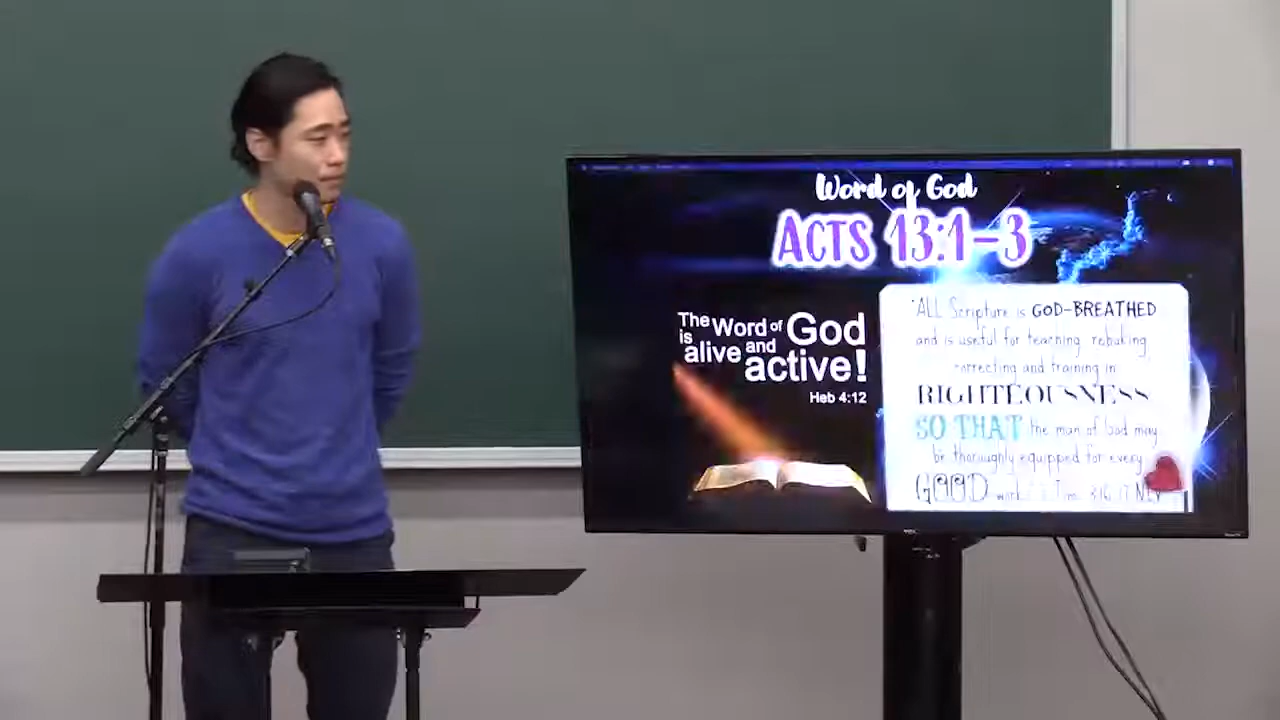 Word of God
ACTS 13:1-3
The Word of God
is alive and active!
Heb 4:12
"ALL Scripture is GOD-BREATHED
and is useful for teaching, rebuking,
correcting and training in
RIGHTEOUSNESS
SO THAT the man of God may
be thoroughly equipped for every
GOOD work."